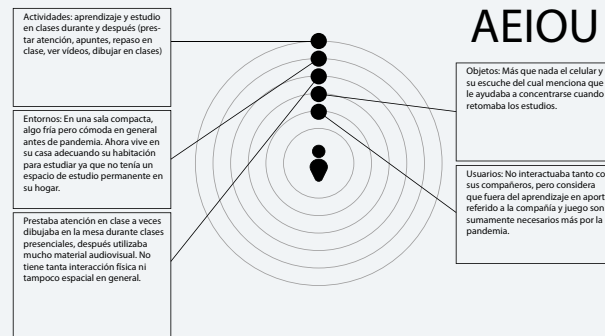 AEIOU
Actividades: aprendizaje y estudio
en clases durante y después (pres-
tar atención, apuntes, repaso en
clase, ver vídeos, dibujar en clases)
Entornos: En una sala compacta,
algo fría pero cómoda en general
antes de pandemia. Ahora vive en
su casa adecuando su habitación
para estudiar ya que no tenía un
espacio de estudio permanente en
su hogar.
Prestaba atención en clase a veces
dibujaba en la mesa durante clases
presenciales, después utilizaba
mucho material audiovisual. No
tiene tanta interacción física ni
tampoco espacial en general.
Objetos: Más que nada el celular y
su escuche del cual menciona que
le ayudaba a concentrarse cuando
retomaba los estudios.
Usuarios: No interactuaba tanto co
sus compañeros, pero considera
que fuera del aprendizaje en aport
referido a la compañía y juego son
sumamente necesarios más por la
pandemia.